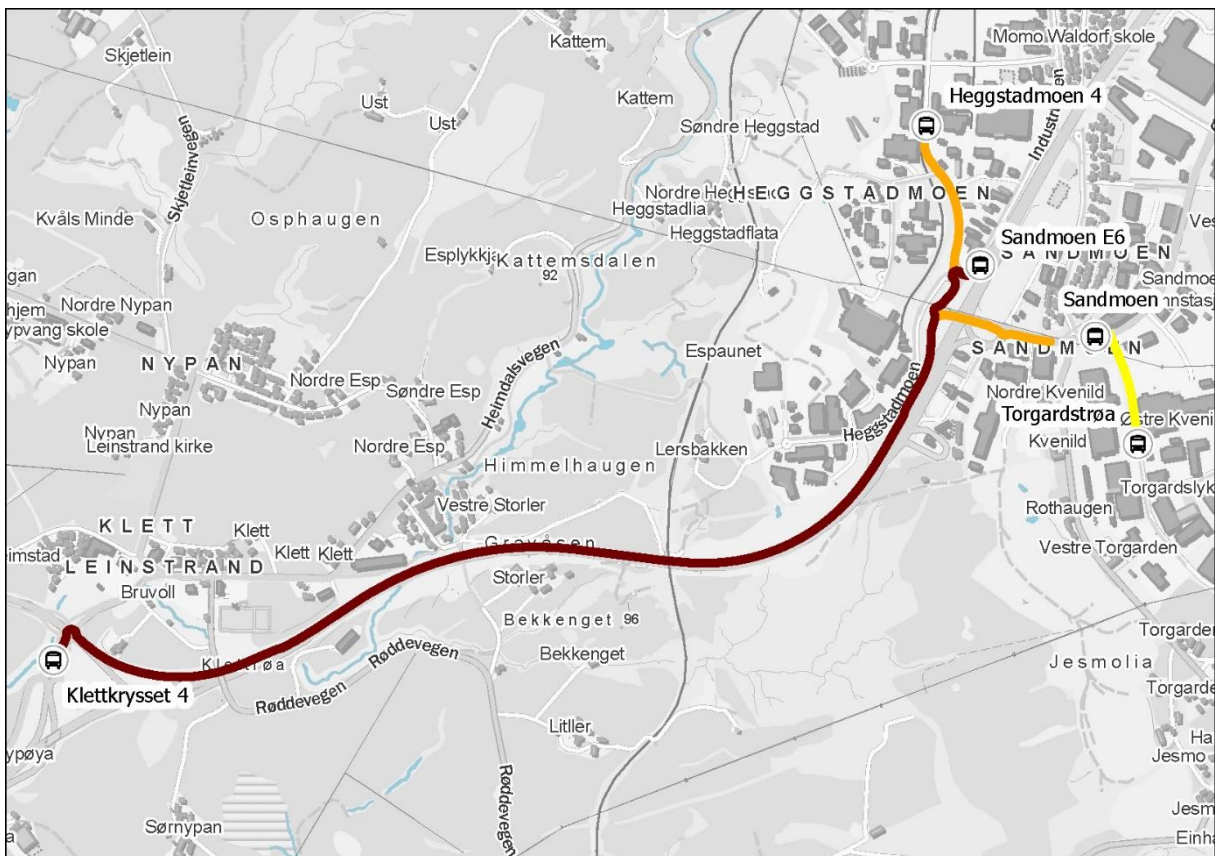 Skjetlein
Kattem
Momo Waldorf skole
Ust
Kattem
Heggstadmoen 4
Ust
Søndre Heggstad
Skjetleinvegen
Kvåls Minde
Osphaugen
HEGGSTADMOEN
Heggstadlia
Heggstadflata
Esplykkja
Kattemsdalen
92
Sandmoen E6
SANDMOEN
Nordre Nypan
Sandmoen
Nypan
NYPAN
Espaunet
SANDMOEN
Nordre Esp
Søndre Esp
Heimdalsvegen
Nordre Kvenild
Nypan
Torgardstrøa
Nypan
Leinstrand kirke
Nordre Esp
Heggstadmoen
Kvenild
Lersbakken
Himmelhaugen
Vestre Storler
Rothaugen
KLETT
Klett
Vestre Torgarden
LEINSTRAND
Klett
Klett
Storler
Bruvoll
Bekkenget
96
Bekkenget
Røddevegen
Jesmolia
Klettkrysset 4
Røddevegen
Litller
Røddevegen
Sørnypan